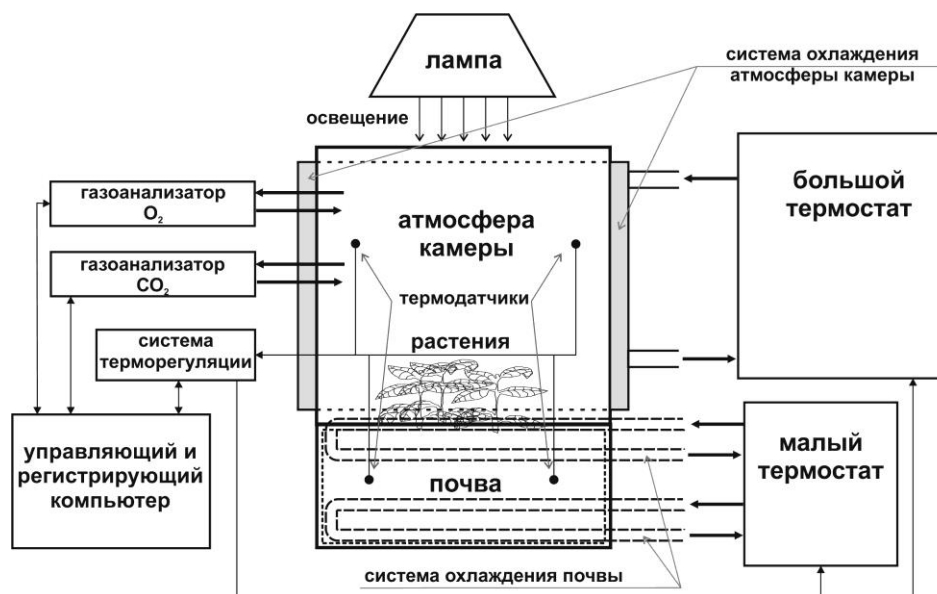 лампа
освещение
система охлаждения
атмосферы камеры
газоанализатор
O₂
атмосфера
камеры
большой
термостат
газоанализатор
CO₂
термодатчики
система
терморегуляции
растения
управляющий и
регистрирующий
компьютер
почва
малый
термостат
система охлаждения почвы